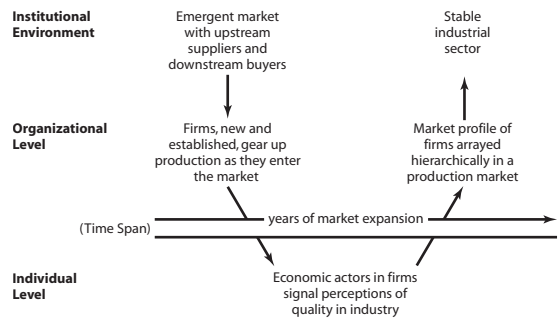 Institutional
Environment
Emergent market
with upstream
suppliers and
downstream buyers
Stable
industrial
sector
Organizational
Level
Firms, new and
established, gear up
production as they enter
the market
Market profile of
firms arrayed
hierarchically in a
production market
(Time Span)
years of market expansion
Individual
Level
Economic actors in firms
signal perceptions of
quality in industry